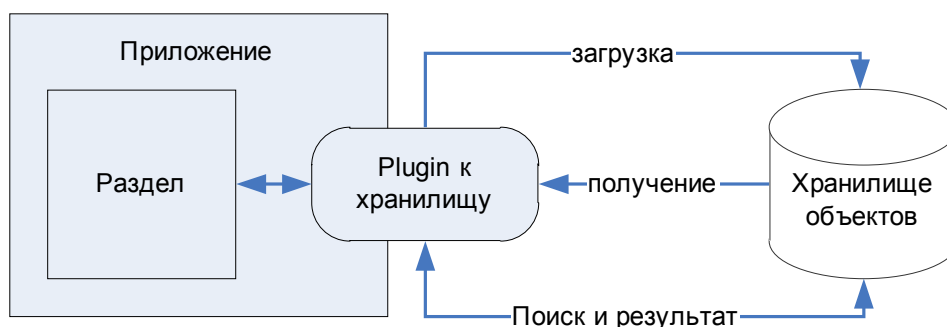 Приложение
загрузка
Plugin к
хранилищу
Раздел
получение
Хранилище
объектов
Поиск и результат